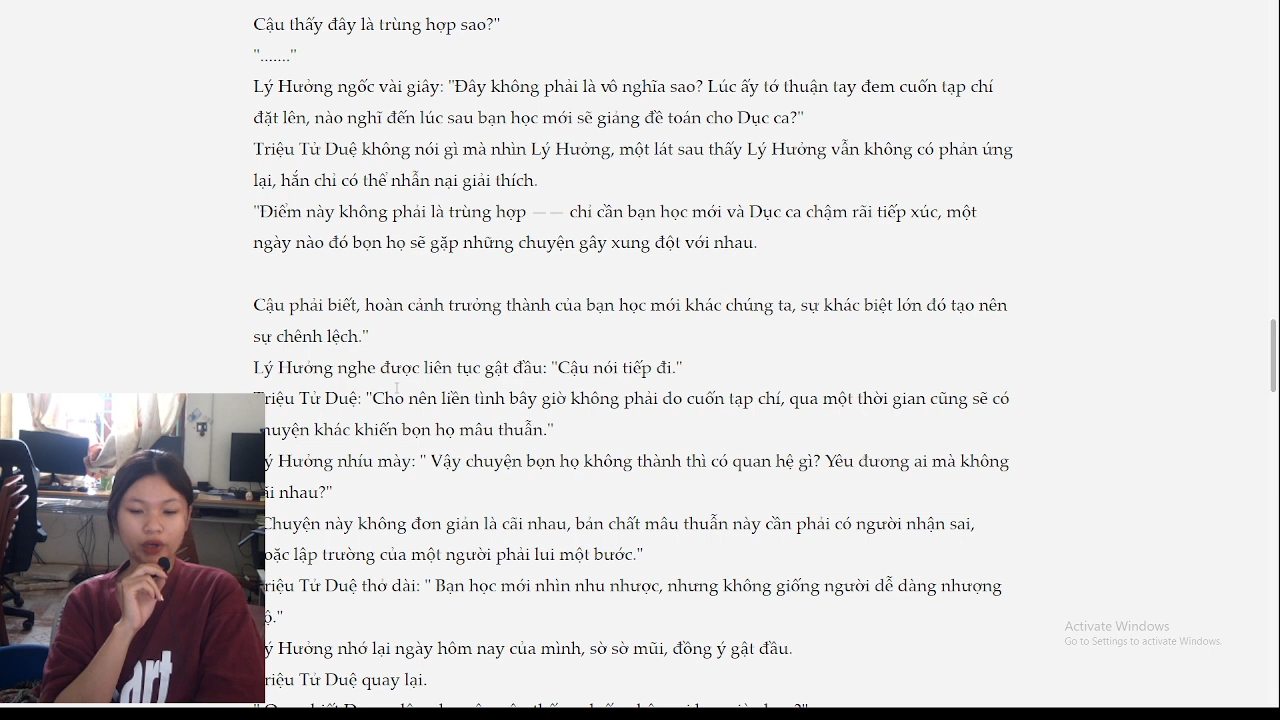 Cậu thấy đây là trùng hợp sao?"
"......."
Lý Hưởng ngốc vài giây: "Đây không phải là vô nghĩa sao? Lúc ấy tớ thuận tay đem cuốn tạp chí
đặt lên, nào nghĩ đến lúc sau bạn học mới sẽ giảng đề toán cho Dục ca?"
Triệu Tử Duệ không nói gì mà nhìn Lý Hưởng, một lát sau thấy Lý Hưởng vẫn không có phản ứng
lại, hắn chỉ có thể nhẫn nại giải thích.
"Điểm này không phải là trùng hợp —— chỉ cần bạn học mới và Dục ca chậm rãi tiếp xúc, một
ngày nào đó bọn họ sẽ gặp những chuyện gây xung đột với nhau.
Cậu phải biết, hoàn cảnh trưởng thành của bạn học mới khác chúng ta, sự khác biệt lớn đó tạo nên
sự chênh lệch."
Lý Hưởng nghe được liên tục gật đầu: "Cậu nói tiếp đi."
Triệu Tử Duệ: "Cho nên liền tình bây giờ không phải do cuốn tạp chí, qua một thời gian cũng sẽ có
huyện khác khiến bọn họ mâu thuẫn."
ý Hưởng nhíu mày: " Vậy chuyện bọn họ không thành thì có quan hệ gì? Yêu đương ai mà không
ãi nhau?"
Chuyện này không đơn giản là cãi nhau, bản chất mâu thuẫn này cần phải có người nhận sai,
oặc lập trường của một người phải lui một bước."
riệu Tử Duệ thở dài: " Bạn học mới nhìn nhu nhược, nhưng không giống người dễ dàng nhượng
ộ."
ý Hưởng nhớ lại ngày hôm nay của mình, sờ sờ mũi, đồng ý gật đầu.
riệu Tử Duệ quay lại.
Activate Windows
Go to Settings to activate Windows.
art